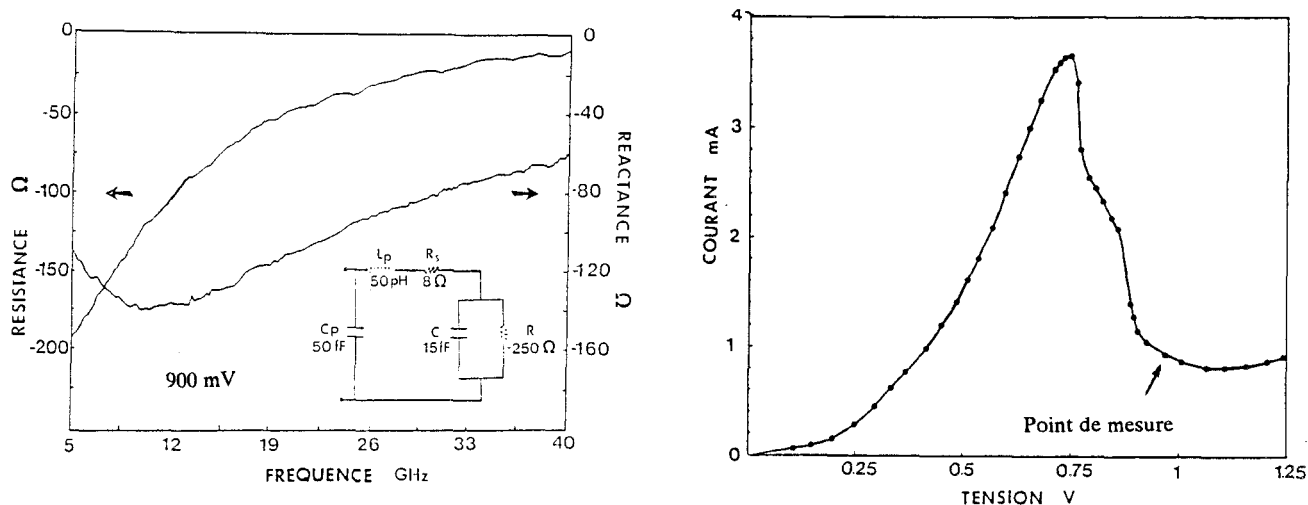 0
-50
-100
-150
-200
RESISTANCE Ω
0
-40
-80
-120
-160
REACTANCE Ω
Lp
50pH
Rs
8Ω
Cp
50fF
C
15fF
R
-250Ω
900 mV
5
12
19
26
33
40
FREQUENCE GHz
4
3
2
1
0
COURANT mA
Point de mesure
0.25
0.5
0.75
1
1.25
TENSION V